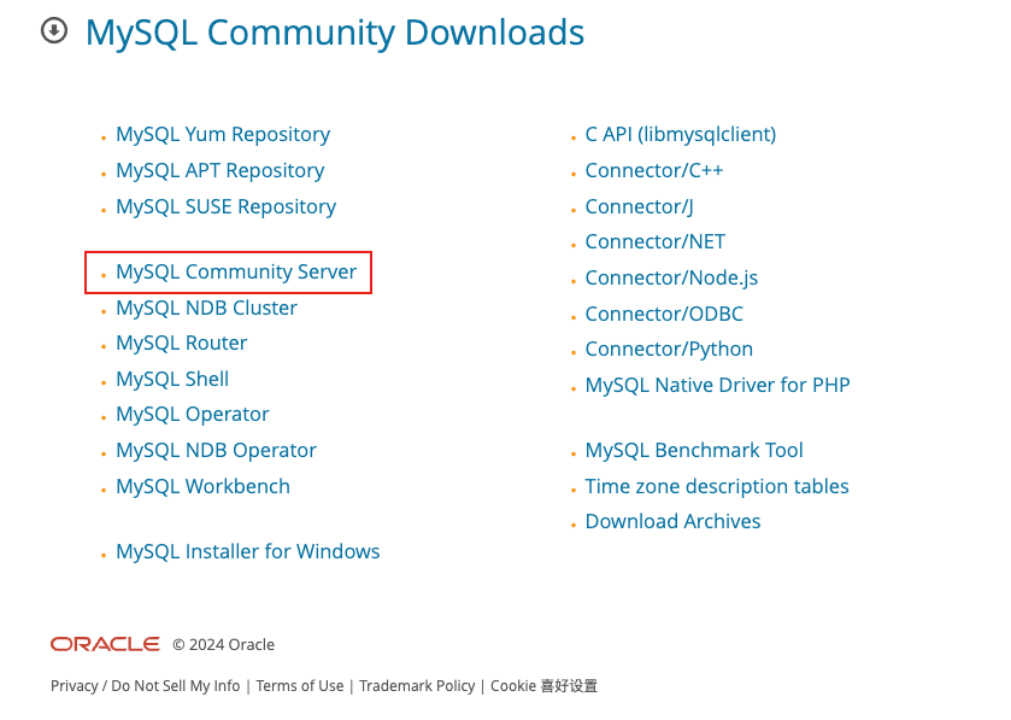 MySQL Community Downloads
MySQL Yum Repository
MySQL APT Repository
MySQL SUSE Repository
MySQL Community Server
MySQL NDB Cluster
MySQL Router
MySQL Shell
MySQL Operator
MySQL NDB Operator
MySQL Workbench
MySQL Installer for Windows
C API (libmysqlclient)
Connector/C++
Connector/J
Connector/NET
Connector/Node.js
Connector/ODBC
Connector/Python
MySQL Native Driver for PHP
MySQL Benchmark Tool
Time zone description tables
Download Archives
ORACLE © 2024 Oracle
Privacy / Do Not Sell My Info | Terms of Use | Trademark Policy | Cookie 喜好设置